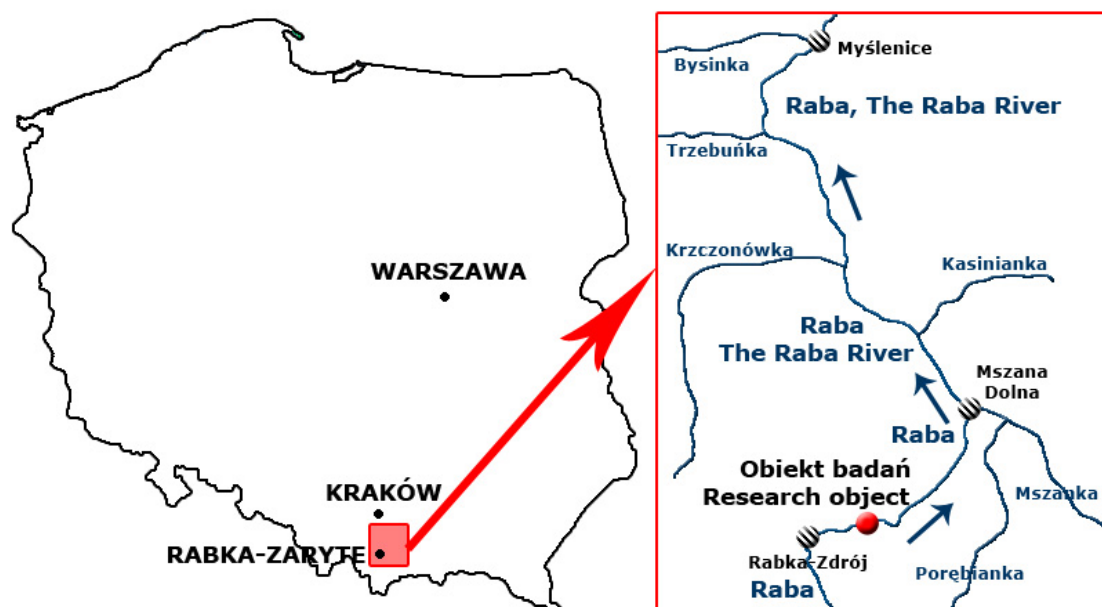 WARSZAWA
KRAKÓW
RABKA-ZARYTE
Myślenice
Bysinka
Raba, The Raba River
Trzebuńka
Krzczonówka
Kasinianka
Raba
The Raba River
Mszana
Dolna
Raba
Obiekt badań
Research object
Mszanka
Rabka-Zdrój
Porębianka
Raba